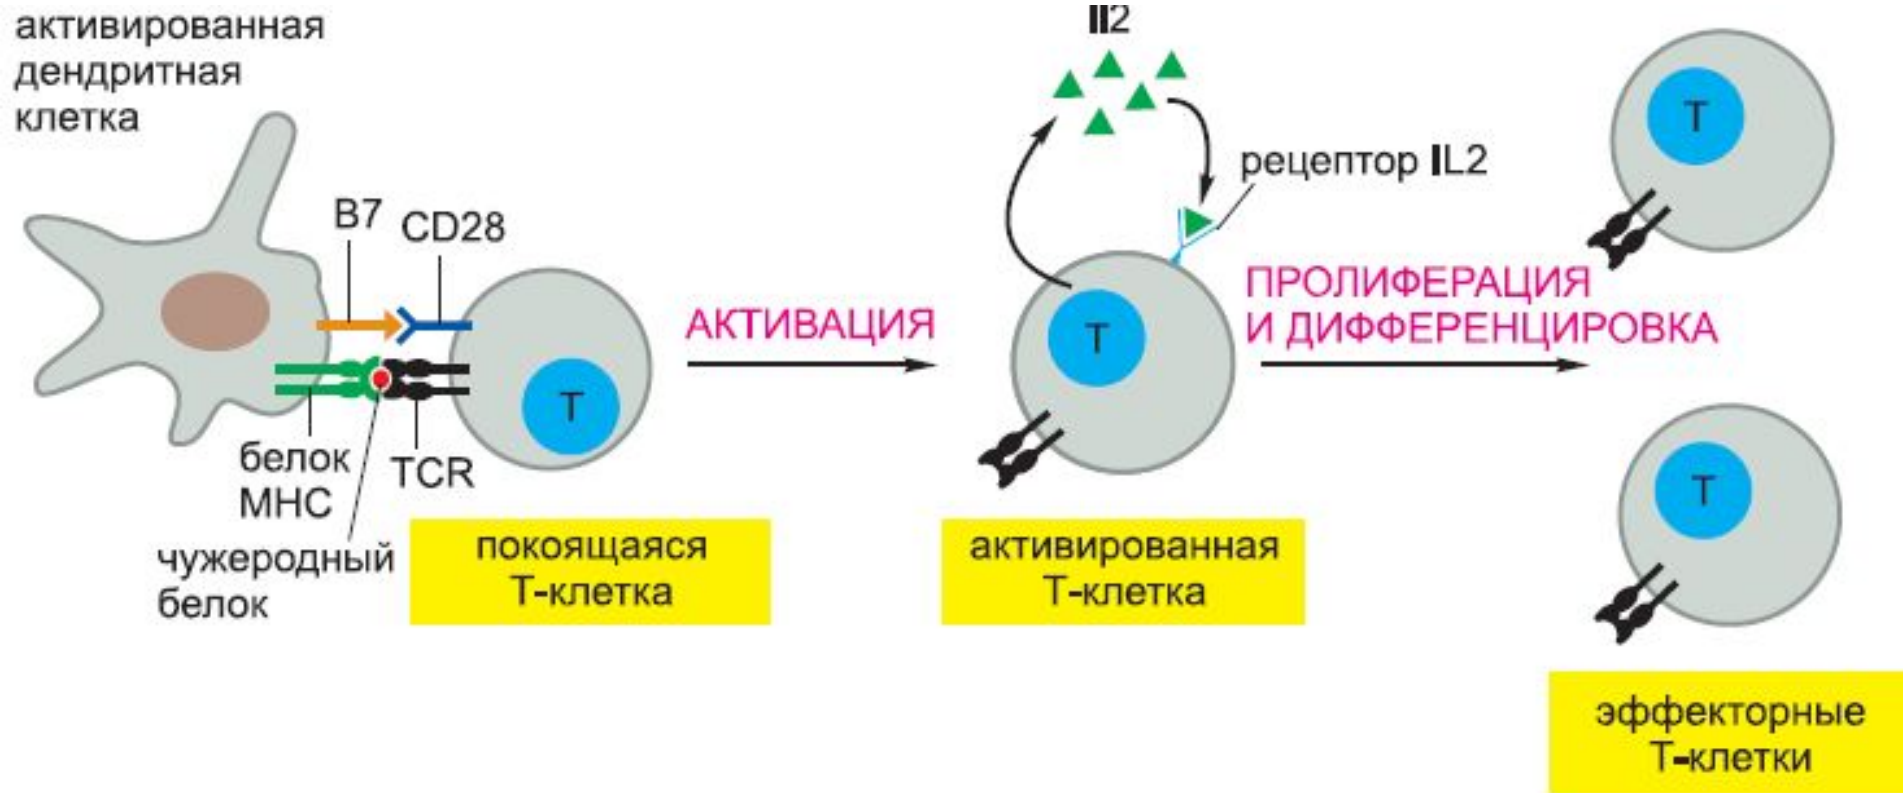 активированная
дендритная
клетка
B7
CD28
белок
MHC
TCR
чужеродный
белок
T
покоящаяся
Т-клетка
АКТИВАЦИЯ
Il2
рецептор IL2
T
активированная
Т-клетка
ПРОЛИФЕРАЦИЯ
И ДИФФЕРЕНЦИРОВКА
T
T
эффекторные
Т-клетки